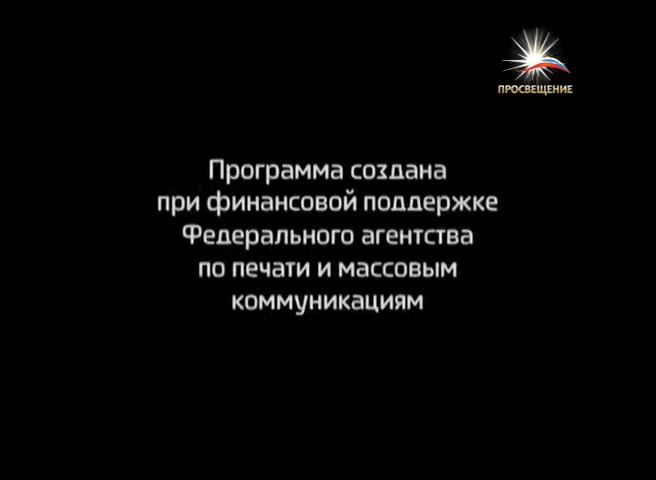 ПРОСВЕЩЕНИЕ
Программа создана
при финансовой поддержке
Федерального агентства
по печати и массовым
коммуникациям